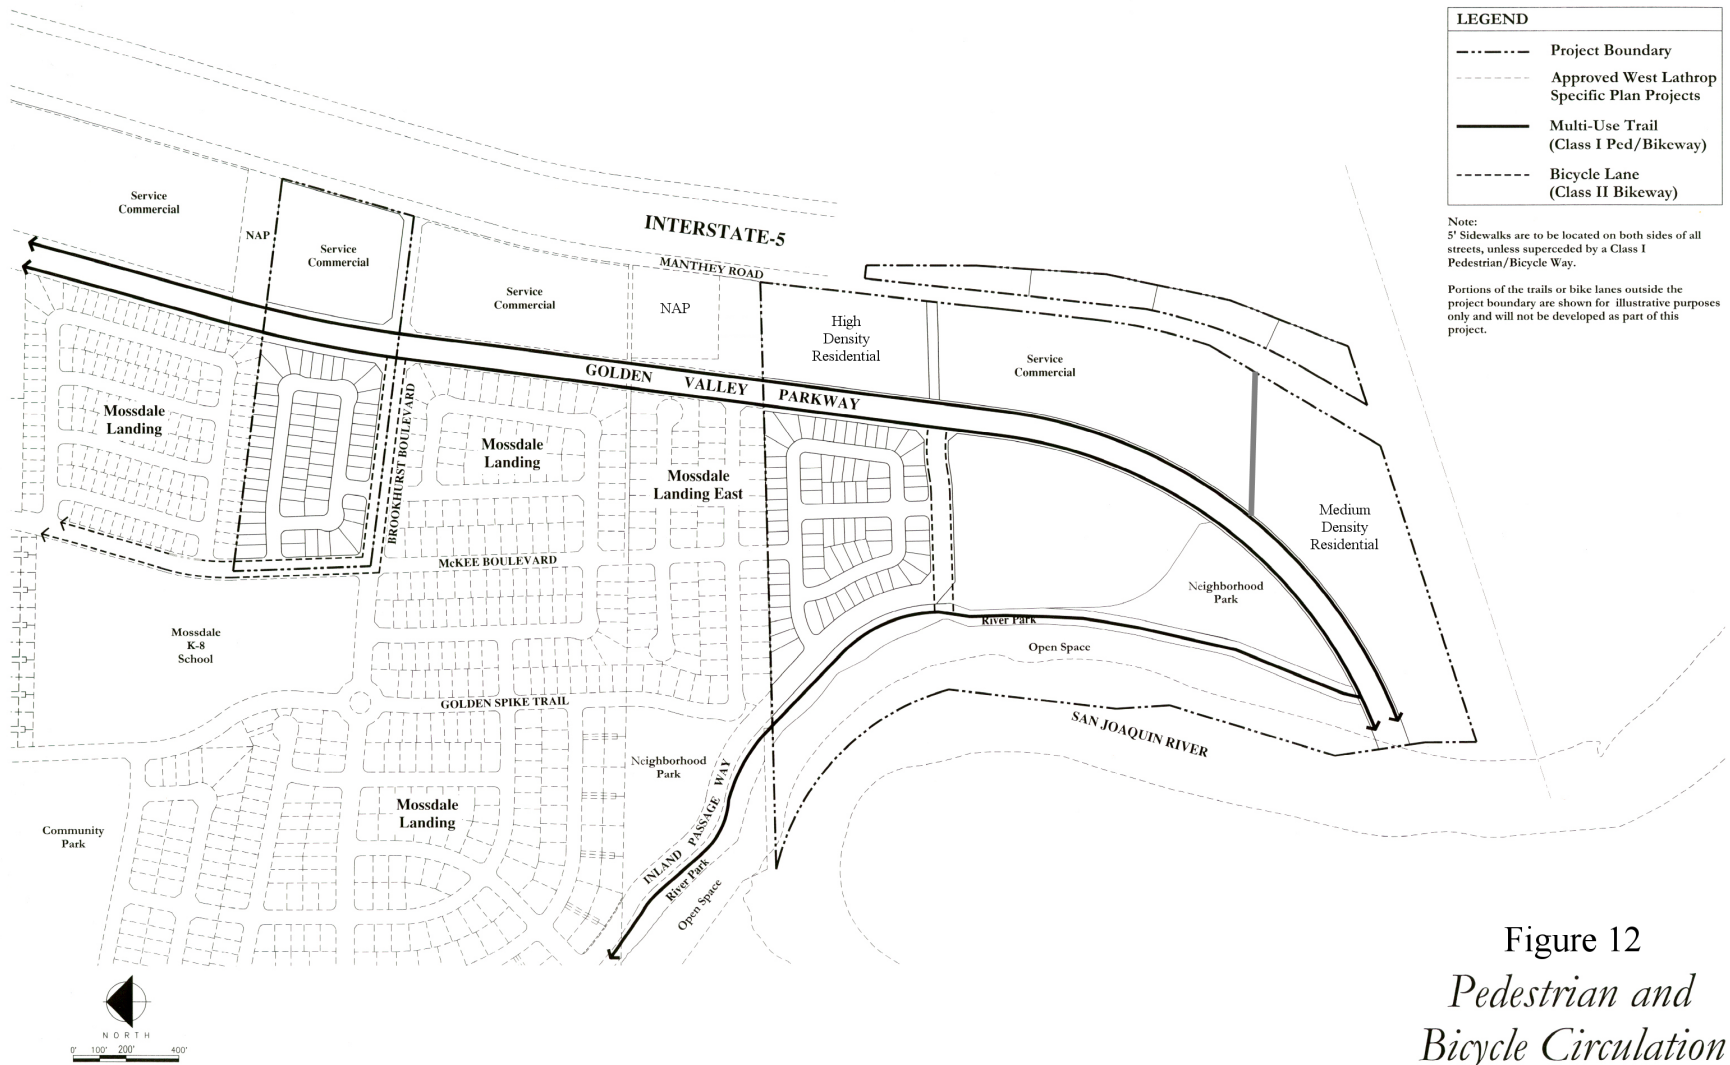 LEGEND
Project Boundary
Approved West Lathrop
Specific Plan Projects
Multi-Use Trail
(Class I Ped/Bikeway)
Bicycle Lane
(Class II Bikeway)
Note:
5' Sidewalks are to be located on both sides of all
streets, unless superceded by a Class I
Pedestrian/Bicycle Way.
Portions of the trails or bike lanes outside the
project boundary are shown for illustrative purposes
only and will not be developed as part of this
project.
Service
Commercial
NAP
Service
Commercial
INTERSTATE-5
MANTHEY ROAD
Service
Commercial
NAP
High
Density
Residential
Service
Commercial
GOLDEN VALLEY PARKWAY
Mossdale
Landing
BROOKHURST BOULEVARD
Mossdale
Landing
Mossdale
Landing East
Medium
Density
Residential
McKEE BOULEVARD
Neighborhood
Park
River Park
Open Space
Mossdale
K-8
School
GOLDEN SPIKE TRAIL
SAN JOAQUIN RIVER
Neighborhood
Park
INLAND PASSAGE WAY
River Park
Open Space
Mossdale
Landing
Community
Park
NORTH
0' 100' 200' 400'
Figure 12
Pedestrian and
Bicycle Circulation